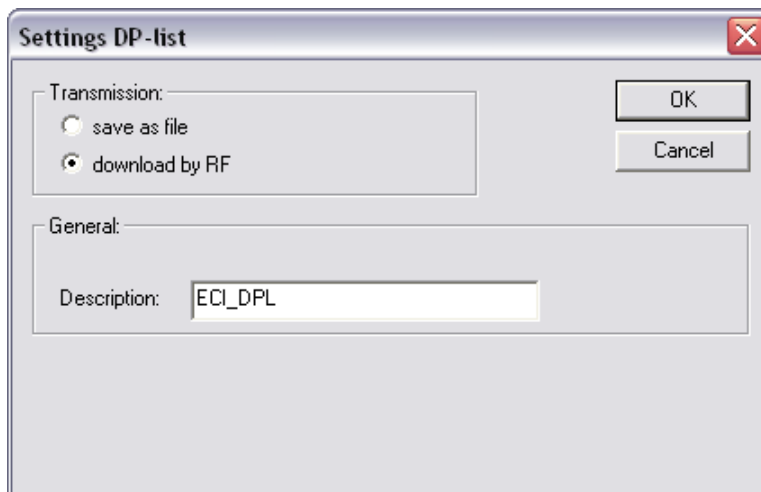 Settings DP-list
Transmission:
save as file
download by RF
OK
Cancel
General:
Description: ECI_DPL